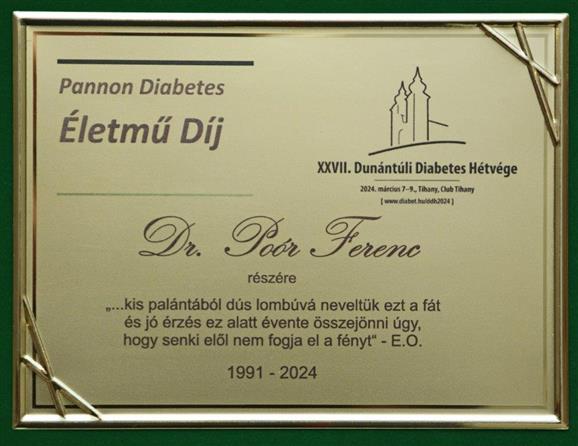 Pannon Diabetes
Életmű Díj
XXVII. Dunántúli Diabetes Hétvége
2024. március 7–9., Tihany, Club Tihany
[ www.diabet.hu/ddh2024 ]
Dr. Poór Ferenc
részére
„...kis palántából dús lombúvá neveltük ezt a fát
és jó érzés ez alatt évente összejönni úgy,
hogy senki elől nem fogja el a fényt“ - E.O.
1991 - 2024